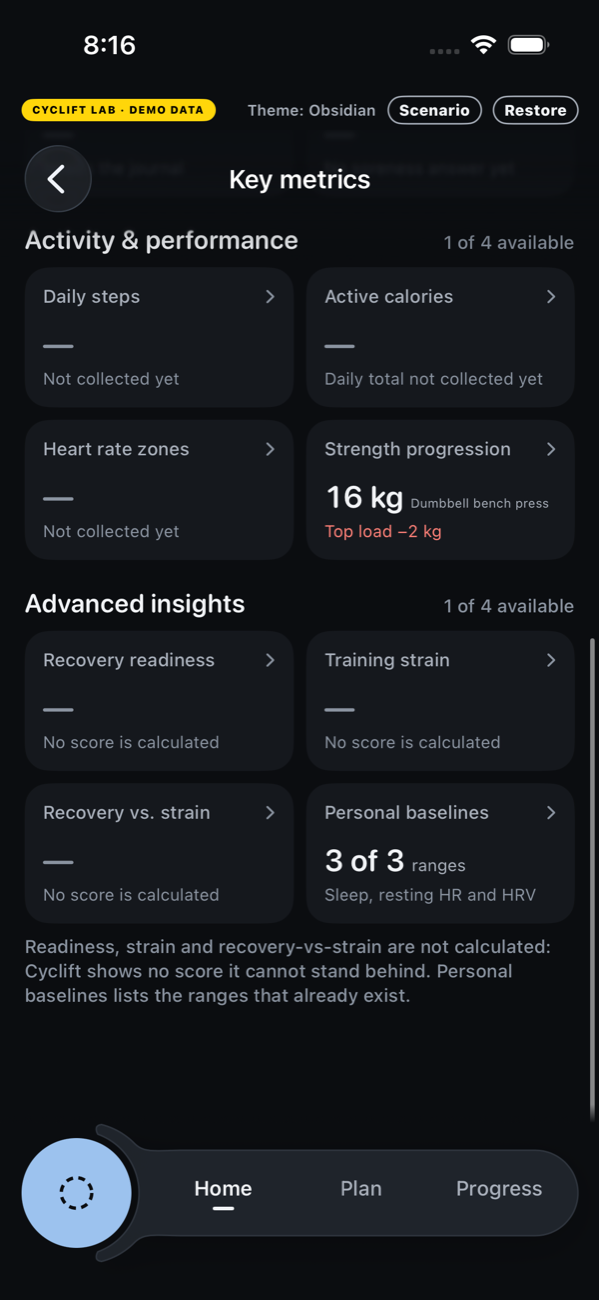 8:16
CYCLIFT LAB · DEMO DATA
Theme: Obsidian
Scenario
Restore
Key metrics
Activity & performance
1 of 4 available
Daily steps
—
Not collected yet
Active calories
—
Daily total not collected yet
Heart rate zones
—
Not collected yet
Strength progression
16 kg Dumbbell bench press
Top load −2 kg
Advanced insights
1 of 4 available
Recovery readiness
—
No score is calculated
Training strain
—
No score is calculated
Recovery vs. strain
—
No score is calculated
Personal baselines
3 of 3 ranges
Sleep, resting HR and HRV
Readiness, strain and recovery-vs-strain are not calculated:
Cyclift shows no score it cannot stand behind. Personal
baselines lists the ranges that already exist.
Home
Plan
Progress